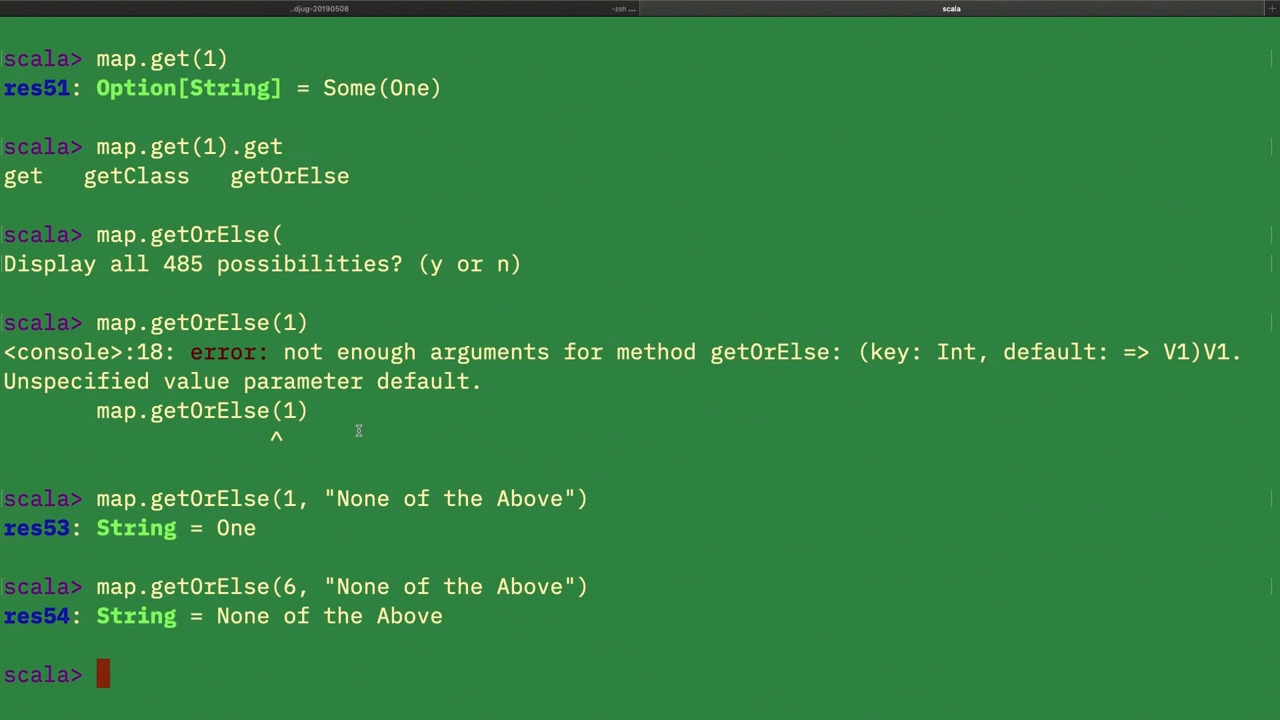 ..djug-20190508
-zsh ...
scala
+
scala> map.get(1)
res51: Option[String] = Some(One)
scala> map.get(1).get
get   getClass   getOrElse
scala> map.getOrElse(
Display all 485 possibilities? (y or n)
scala> map.getOrElse(1)
<console>:18: error: not enough arguments for method getOrElse: (key: Int, default: => V1)V1.
Unspecified value parameter default.
       map.getOrElse(1)
                    ^
scala> map.getOrElse(1, "None of the Above")
res53: String = One
scala> map.getOrElse(6, "None of the Above")
res54: String = None of the Above
scala>